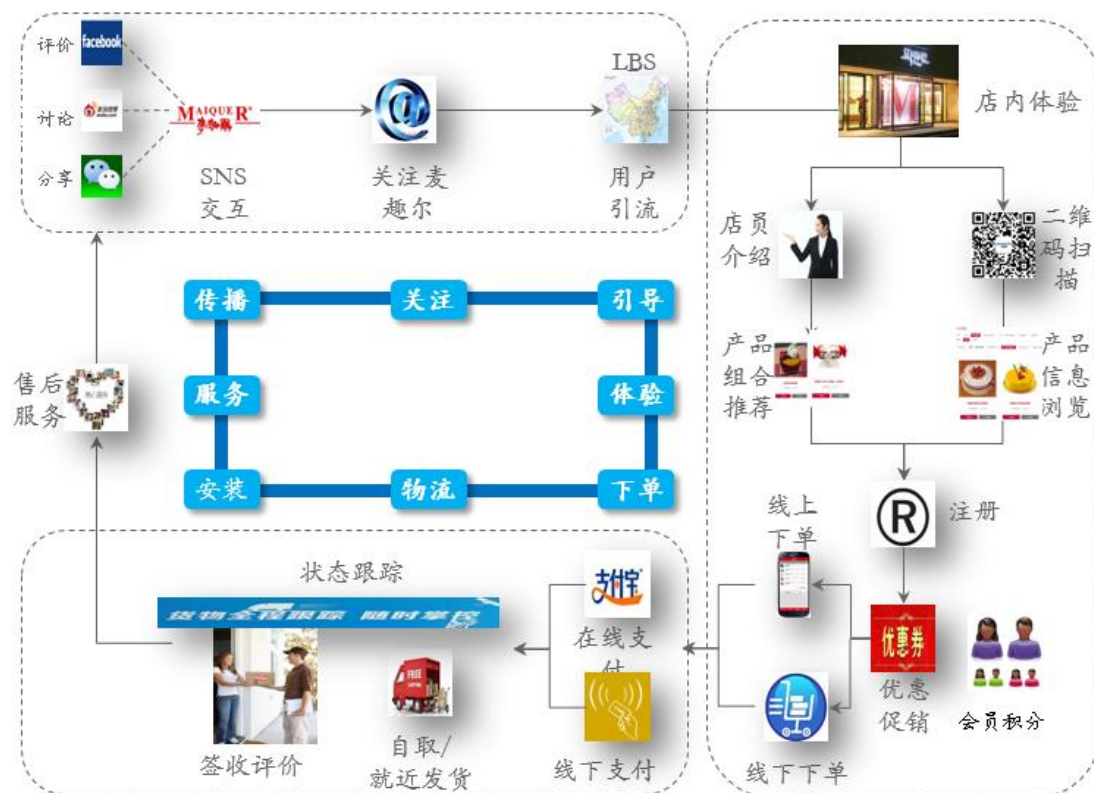 评价
facebook
讨论
分享
MAIQUER®
麦趣尔
SNS
交互
关注麦
趣尔
LBS
用户
引流
店内体验
店员
介绍
二维
码扫
描
产品
组合
推荐
产品
信息
浏览
传播
关注
引导
服务
体验
安装
物流
下单
售后
服务
注册
线上
下单
优惠券
优惠
促销
会员积分
线下下单
状态跟踪
货物全程跟踪 随时掌控
支付宝
在线支
付
FREE
签收评价
自取/
就近发货
线下支付